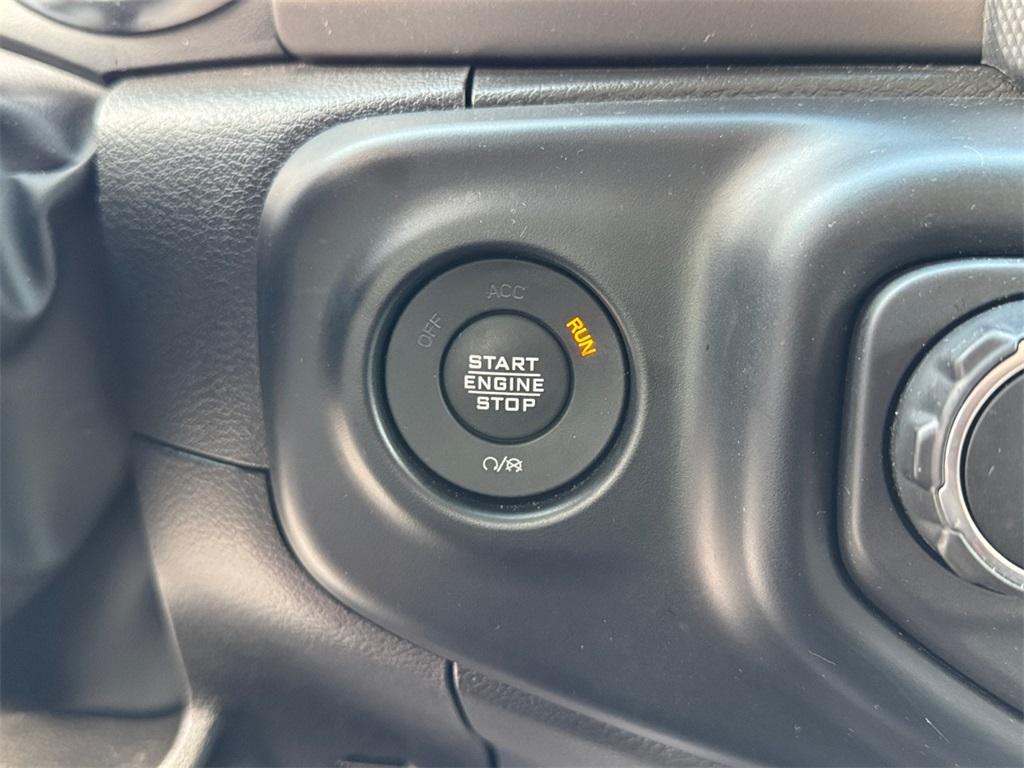 OFF ACC RUN
START
ENGINE
STOP